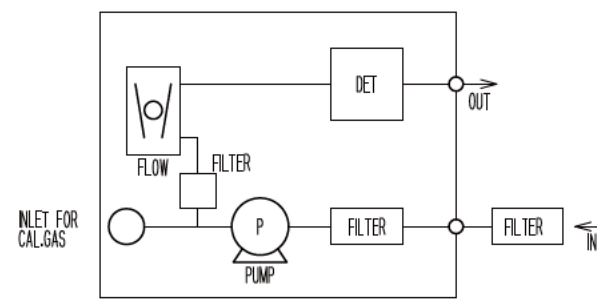 DET
OUT
FLOW
FILTER
INLET FOR
CAL.GAS
P
FILTER
FILTER
IN
PUMP